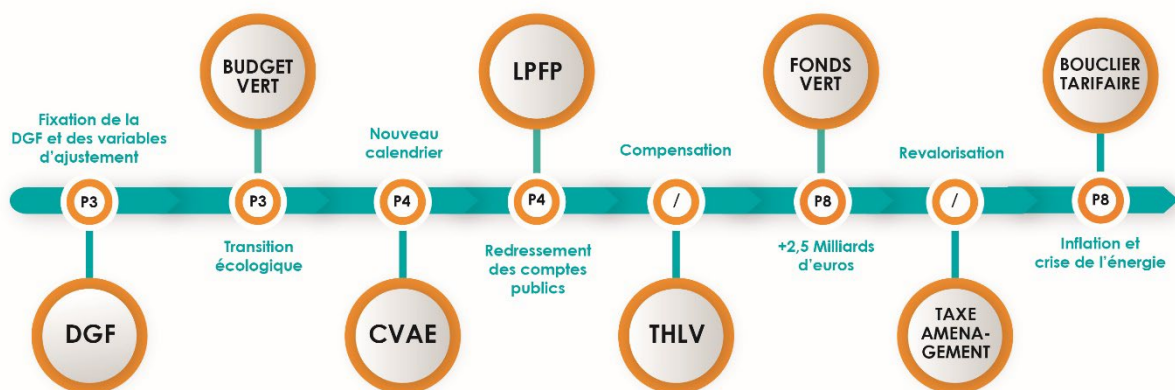 Fixation de la
DGF et des variables
d'ajustement
P3
DGF
BUDGET
VERT
P3
Transition
écologique
Nouveau
calendrier
P4
CVAE
LPFP
P4
Redressement
des comptes
publics
Compensation
/
THLV
FONDS
VERT
P8
+2,5 Milliards
d'euros
Revalorisation
/
TAXE
AMENA-
GEMENT
BOUCLIER
TARIFAIRE
P8
Inflation et
crise de l'énergie